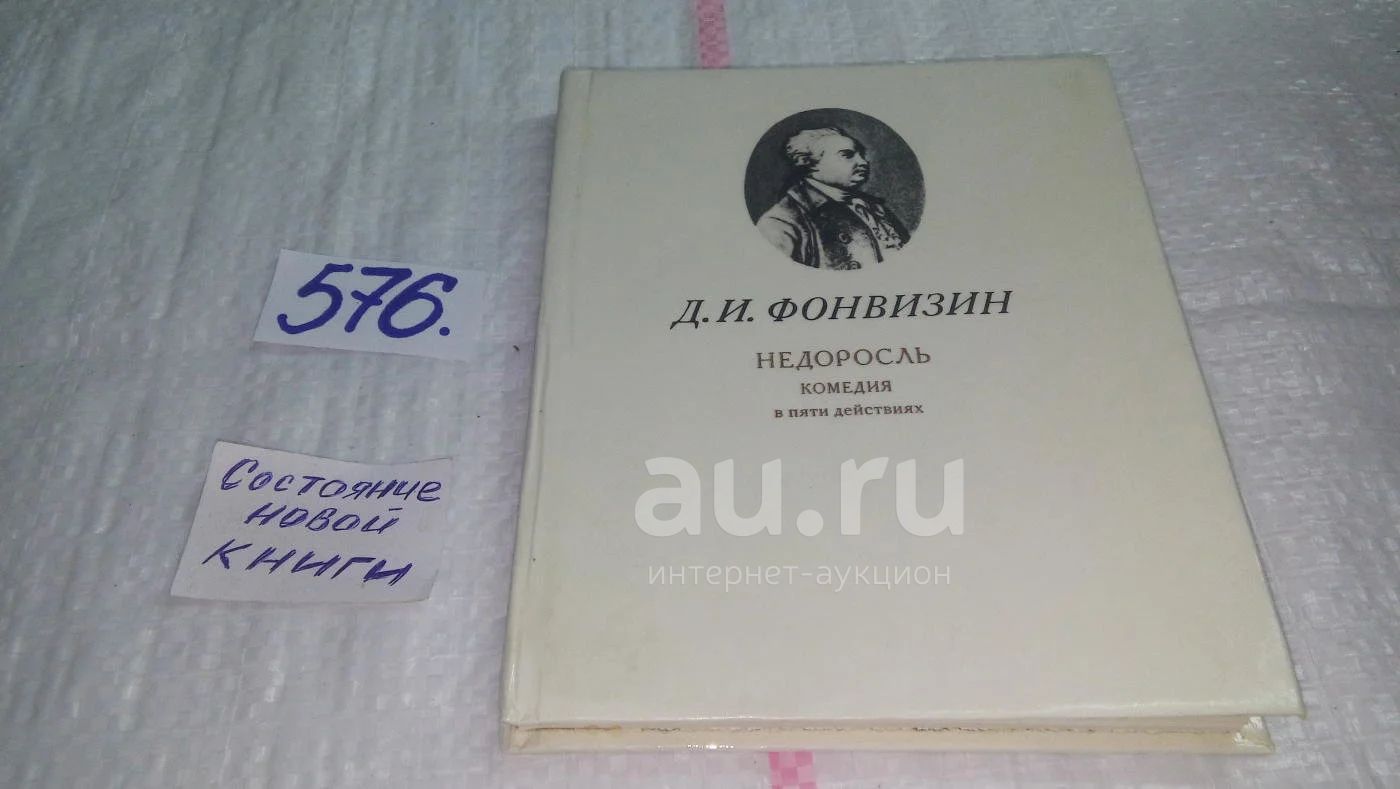 Д. И. ФОНВИЗИН
НЕДОРОСЛЬ
КОМЕДИЯ
в пяти действиях
576.
Состояние
новой
книги
au.ru
интернет-аукцион